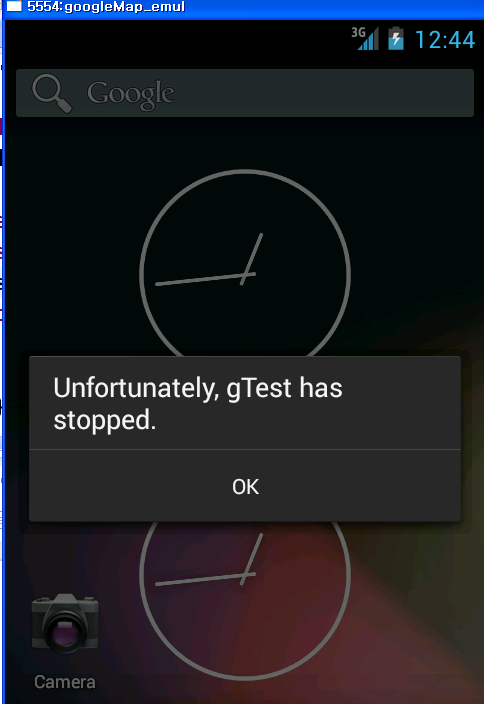 5554:googleMap_emul
3G 12:44
Google
Unfortunately, gTest has
stopped.
OK
Camera